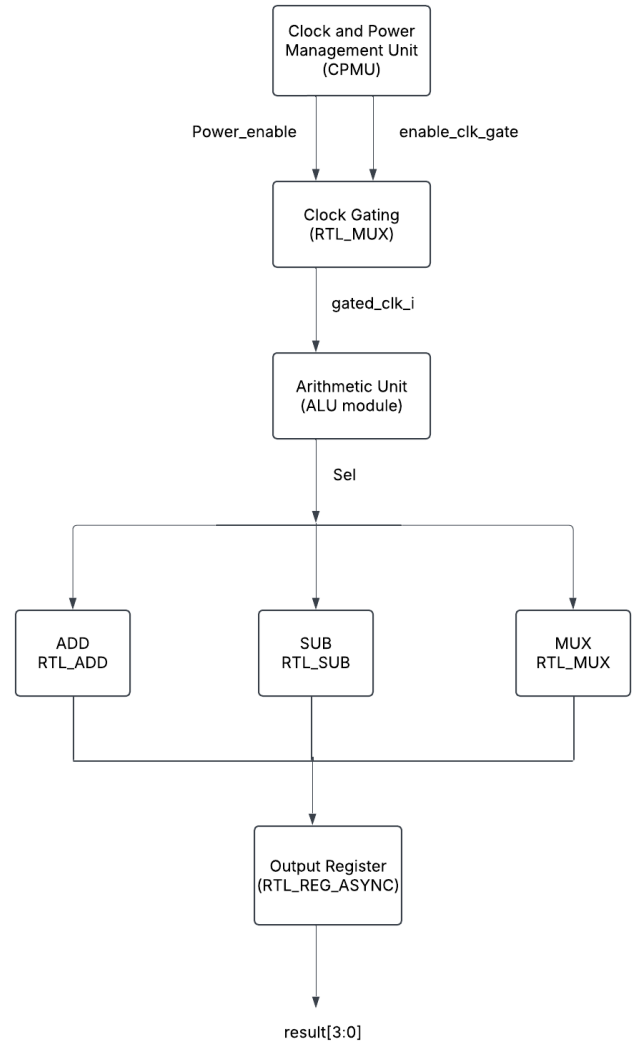 Clock and Power
Management Unit
(CPMU)
Power_enable
enable_clk_gate
Clock Gating
(RTL_MUX)
gated_clk_i
Arithmetic Unit
(ALU module)
Sel
ADD
RTL_ADD
SUB
RTL_SUB
MUX
RTL_MUX
Output Register
(RTL_REG_ASYNC)
result[3:0]